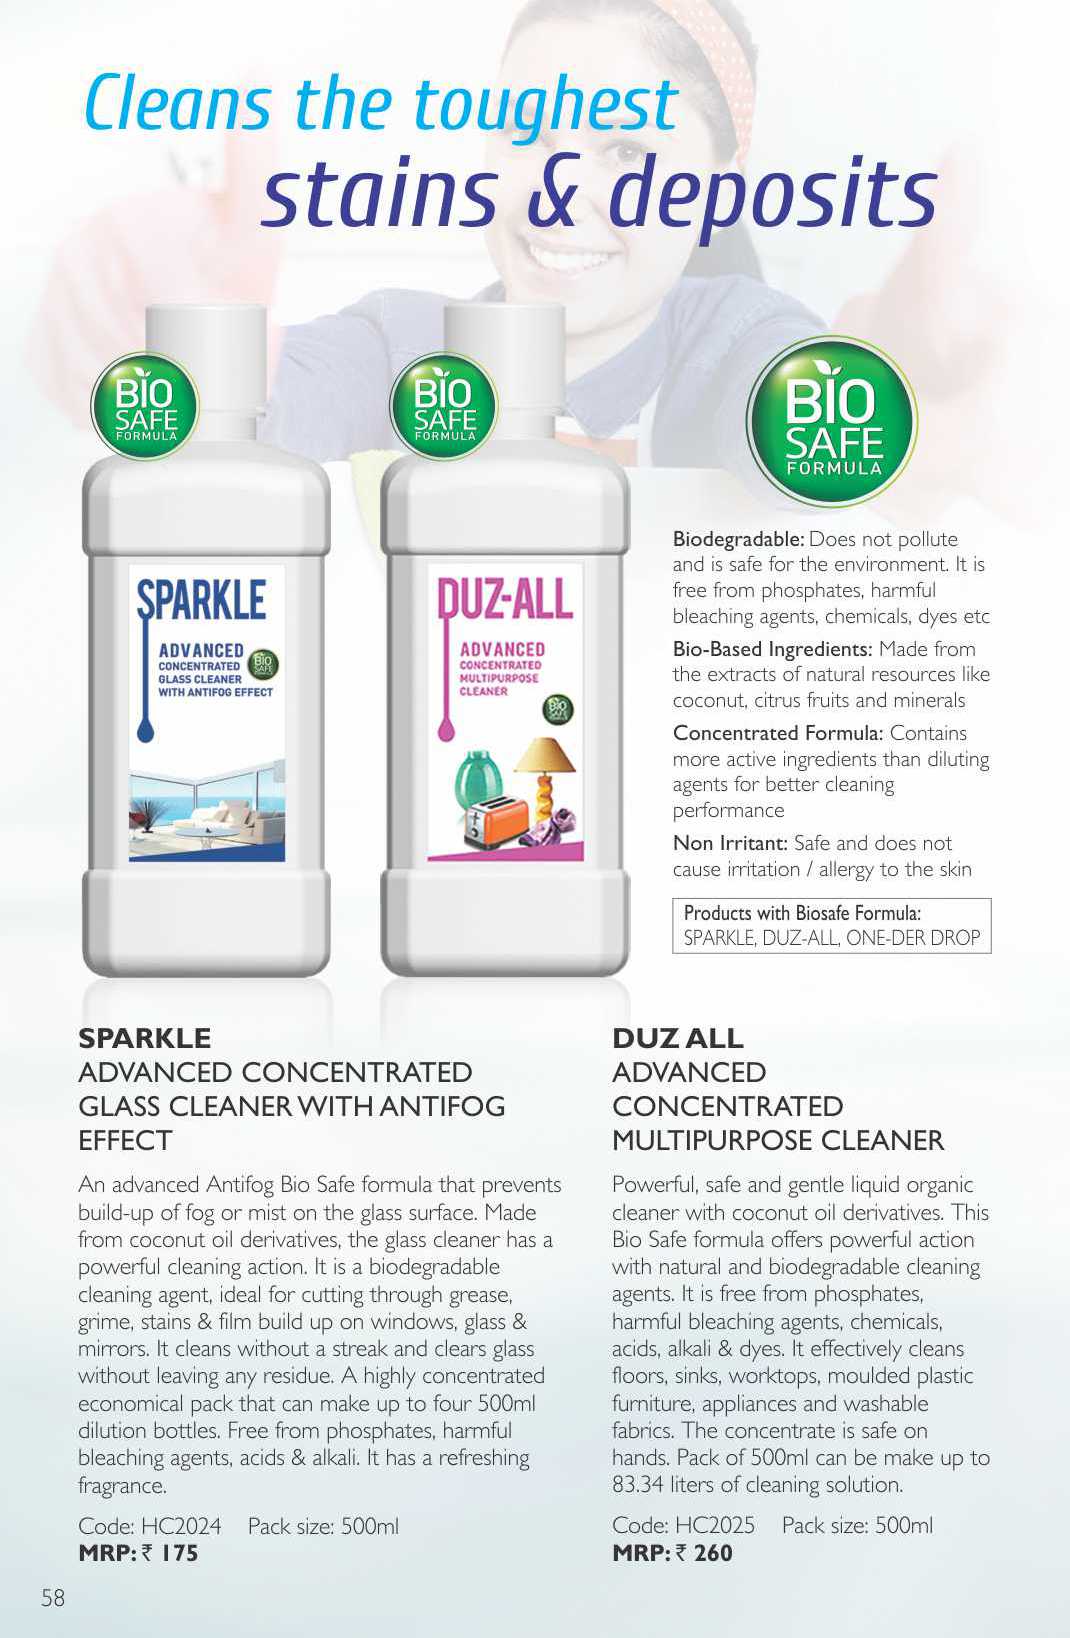 Cleans the toughest
stains & deposits
BIO
SAFE
FORMULA
BIO
SAFE
FORMULA
BIO
SAFE
FORMULA
SPARKLE
ADVANCED
CONCENTRATED
GLASS CLEANER
WITH ANTIFOG EFFECT
BIO
SAFE
DUZ-ALL
ADVANCED
CONCENTRATED
MULTIPURPOSE
CLEANER
BIO
SAFE
Biodegradable: Does not pollute
and is safe for the environment. It is
free from phosphates, harmful
bleaching agents, chemicals, dyes etc
Bio-Based Ingredients: Made from
the extracts of natural resources like
coconut, citrus fruits and minerals
Concentrated Formula: Contains
more active ingredients than diluting
agents for better cleaning
performance
Non Irritant: Safe and does not
cause irritation / allergy to the skin
Products with Biosafe Formula:
SPARKLE, DUZ-ALL, ONE-DER DROP
SPARKLE
ADVANCED CONCENTRATED
GLASS CLEANER WITH ANTIFOG
EFFECT
An advanced Antifog Bio Safe formula that prevents
build-up of fog or mist on the glass surface. Made
from coconut oil derivatives, the glass cleaner has a
powerful cleaning action. It is a biodegradable
cleaning agent, ideal for cutting through grease,
grime, stains & film build up on windows, glass &
mirrors. It cleans without a streak and clears glass
without leaving any residue. A highly concentrated
economical pack that can make up to four 500ml
dilution bottles. Free from phosphates, harmful
bleaching agents, acids & alkali. It has a refreshing
fragrance.
Code: HC2024 Pack size: 500ml
MRP: ₹ 175
DUZ ALL
ADVANCED
CONCENTRATED
MULTIPURPOSE CLEANER
Powerful, safe and gentle liquid organic
cleaner with coconut oil derivatives. This
Bio Safe formula offers powerful action
with natural and biodegradable cleaning
agents. It is free from phosphates,
harmful bleaching agents, chemicals,
acids, alkali & dyes. It effectively cleans
floors, sinks, worktops, moulded plastic
furniture, appliances and washable
fabrics. The concentrate is safe on
hands. Pack of 500ml can be make up to
83.34 liters of cleaning solution.
Code: HC2025 Pack size: 500ml
MRP: ₹ 260
58